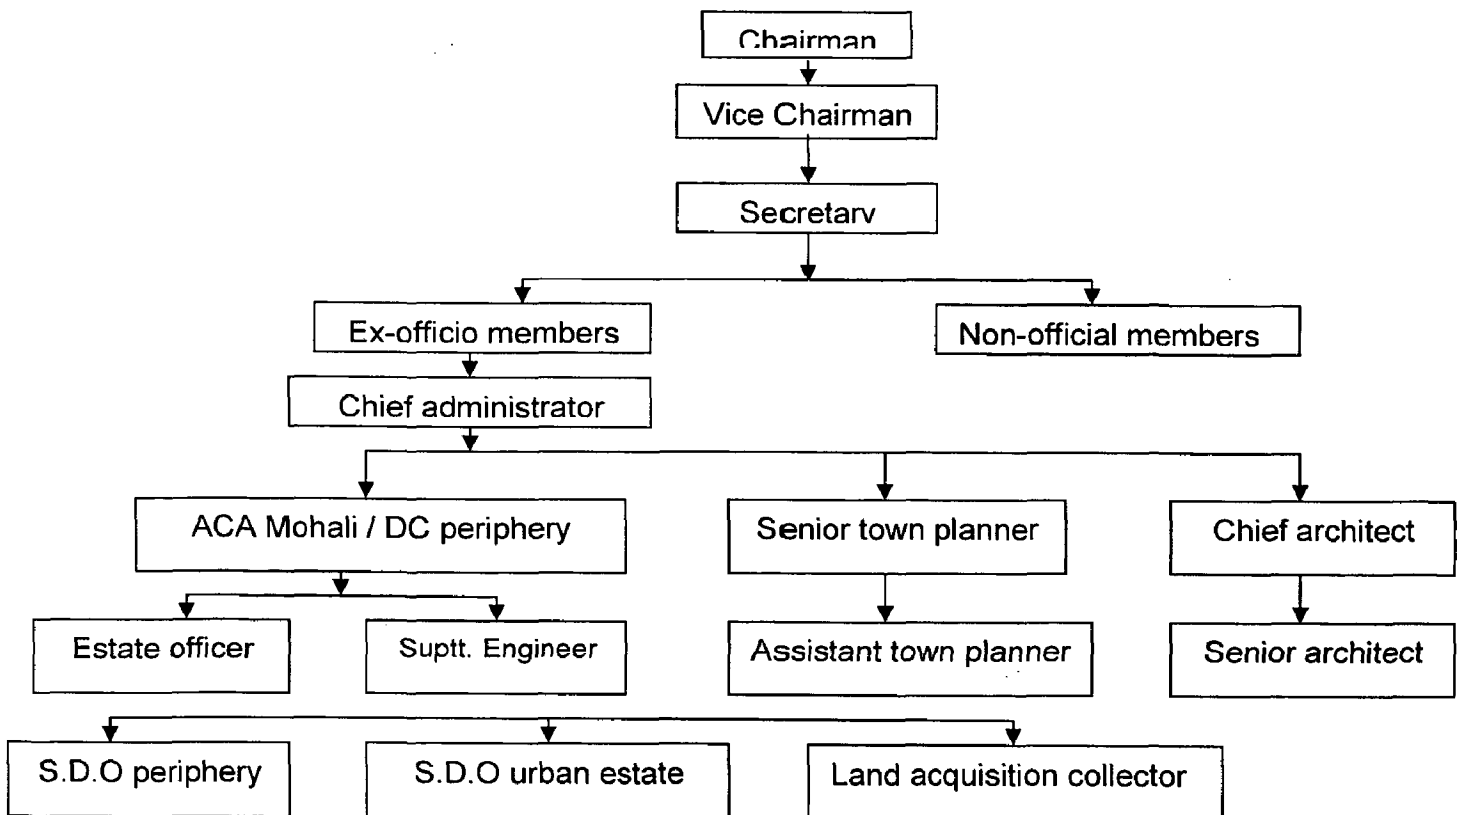 Chairman
Vice Chairman
Secretary
Ex-officio members
Non-official members
Chief administrator
ACA Mohali / DC periphery
Senior town planner
Chief architect
Estate officer
Suptt. Engineer
Assistant town planner
Senior architect
S.D.O periphery
S.D.O urban estate
Land acquisition collector